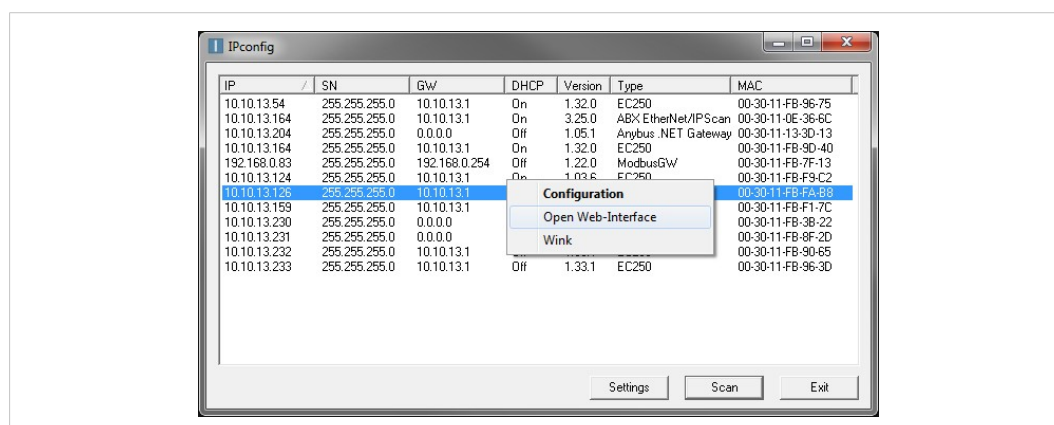 IPconfig
IP / SN GW DHCP Version Type MAC
10.10.13.54 255.255.255.0 10.10.13.1 On 1.32.0 EC250 00-30-11-FB-96-75
10.10.13.164 255.255.255.0 10.10.13.1 On 3.25.0 ABX EtherNet/IPScan 00-30-11-0E-36-6C
10.10.13.204 255.255.255.0 0.0.0.0 Off 1.05.1 Anybus .NET Gateway 00-30-11-13-3D-13
10.10.13.164 255.255.255.0 10.10.13.1 On 1.32.0 EC250 00-30-11-FB-9D-40
192.168.0.83 255.255.255.0 192.168.0.254 Off 1.22.0 ModbusGW 00-30-11-FB-7F-13
10.10.13.124 255.255.255.0 10.10.13.1 On 1.03.6 EC250 00-30-11-FB-F9-C2
10.10.13.126 255.255.255.0 10.10.13.1 00-30-11-FB-FA-B8
Configuration
10.10.13.159 255.255.255.0 10.10.13.1 00-30-11-FB-F1-7C
Open Web-Interface
10.10.13.230 255.255.255.0 0.0.0.0 00-30-11-FB-3B-22
10.10.13.231 255.255.255.0 0.0.0.0 00-30-11-FB-8F-2D
Wink
10.10.13.232 255.255.255.0 10.10.13.1 00-30-11-FB-90-65
10.10.13.233 255.255.255.0 10.10.13.1 Off 1.33.1 EC250 00-30-11-FB-96-3D
Settings Scan Exit